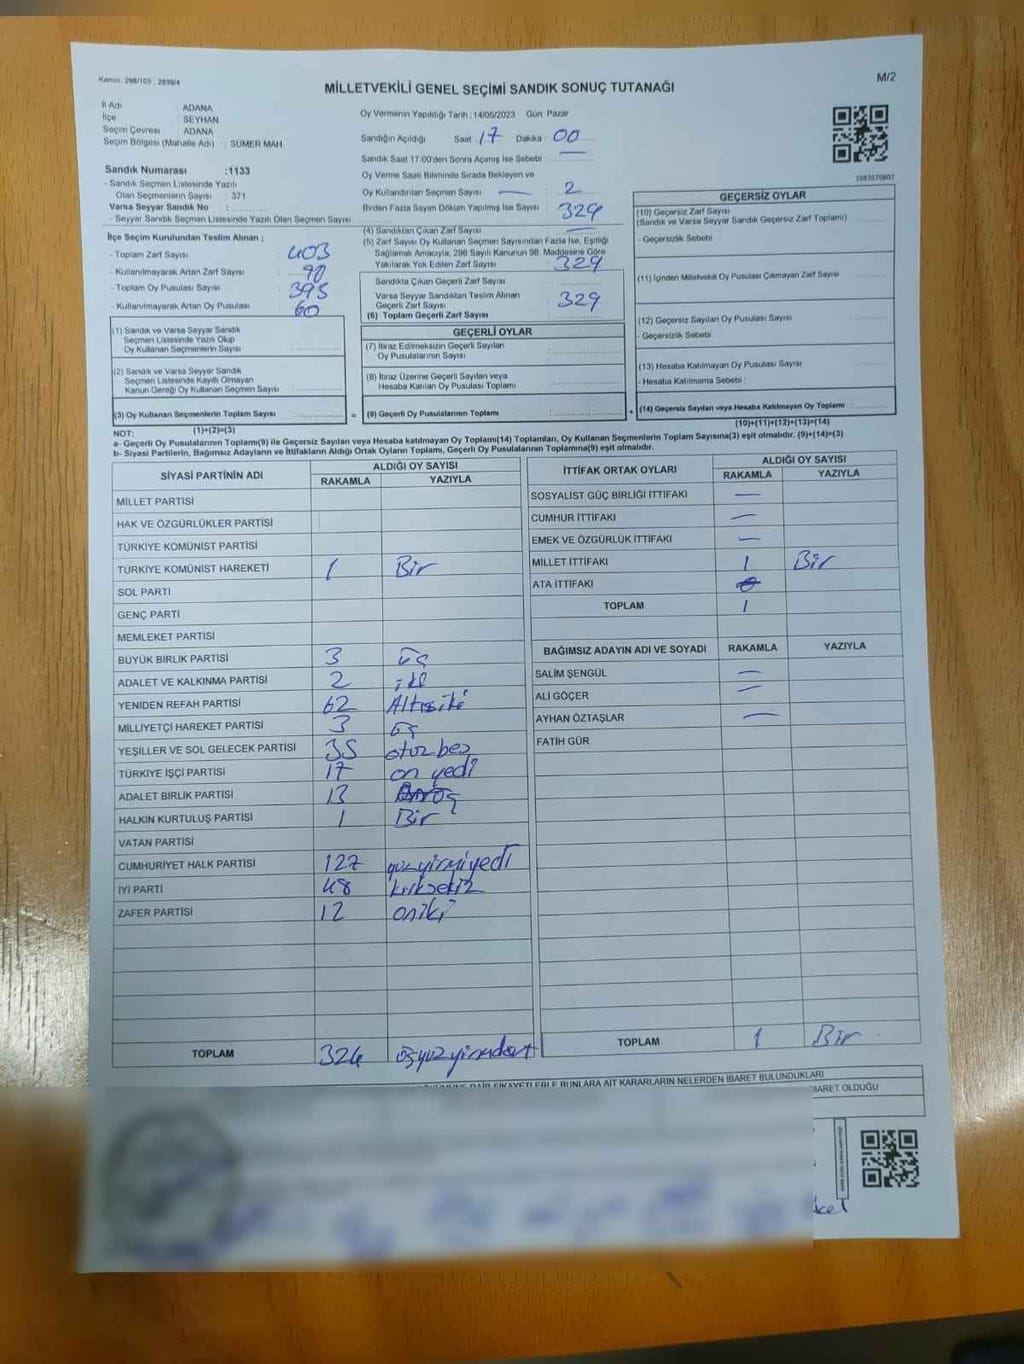 Kanun: 298/105 , 2839/4
MİLLETVEKİLİ GENEL SEÇİMİ SANDIK SONUÇ TUTANAĞI
M/2
İl Adı : ADANA
İlçe : SEYHAN
Seçim Çevresi : ADANA
Seçim Bölgesi (Mahalle Adı) : SÜMER MAH.
Oy Vermenin Yapıldığı Tarih : 14/05/2023 Gün: Pazar
Sandığın Açıldığı Saat 17 Dakika : 00
Sandık Saat 17.00'den Sonra Açılmış İse Sebebi : —
Sandık Numarası : 1133
- Sandık Seçmen Listesinde Yazılı
Olan Seçmenlerin Sayısı : 371
Varsa Seyyar Sandık No :
- Seyyar Sandık Seçmen Listesinde Yazılı Olan Seçmen Sayısı
Oy Verme Saati Bitiminde Sırada Bekleyen ve
Oy Kullandırılan Seçmen Sayısı — 2
Birden Fazla Sayım Döküm Yapılmış İse Sayısı : 329
1083570807
İlçe Seçim Kurulundan Teslim Alınan ;
- Toplam Zarf Sayısı : 403
- Kullanılmayarak Artan Zarf Sayısı : 90
- Toplam Oy Pusulası Sayısı : 395
- Kullanılmayarak Artan Oy Pusulası : 60
(4) Sandıktan Çıkan Zarf Sayısı : —
(5) Zarf Sayısı Oy Kullanan Seçmen Sayısından Fazla İse, Eşitliği
Sağlamak Amacıyla, 298 Sayılı Kanunun 98. Maddesine Göre
Yakılarak Yok Edilen Zarf Sayısı : 329
Sandıkta Çıkan Geçerli Zarf Sayısı :
Varsa Seyyar Sandıktan Teslim Alınan
Geçerli Zarf Sayısı : 329
(6) Toplam Geçerli Zarf Sayısı :
GEÇERSİZ OYLAR
(10) Geçersiz Zarf Sayısı
(Sandık ve Varsa Seyyar Sandık Geçersiz Zarf Toplamı)
- Geçersizlik Sebebi :
(11) İçinden Milletvekili Oy Pusulası Çıkmayan Zarf Sayısı
(12) Geçersiz Sayılan Oy Pusulası Sayısı
- Geçersizlik Sebebi
(13) Hesaba Katılmayan Oy Pusulası Sayısı
- Hesaba Katılmama Sebebi :
(14) Geçersiz Sayılan veya Hesaba Katılmayan Oy Toplamı :
(10)+(11)+(12)+(13)=(14)
(1) Sandık ve Varsa Seyyar Sandık
Seçmen Listesinde Yazılı Olup
Oy Kullanan Seçmenlerin Sayısı :
(2) Sandık ve Varsa Seyyar Sandık
Seçmen Listesinde Kayıtlı Olmayan
Kanun Gereği Oy Kullanan Seçmen Sayısı
(3) Oy Kullanan Seçmenlerin Toplam Sayısı :
(1)+(2)=(3)
GEÇERLİ OYLAR
(7) İtiraz Edilmeksizin Geçerli Sayılan
Oy Pusulalarının Sayısı :
(8) İtiraz Üzerine Geçerli Sayılan veya
Hesaba Katılan Oy Pusulası Toplamı :
= (9) Geçerli Oy Pusulalarının Toplamı : +
NOT:
a- Geçerli Oy Pusulalarının Toplamı(9) ile Geçersiz Sayılan veya Hesaba katılmayan Oy Toplamı(14) Toplamları, Oy Kullanan Seçmenlerin Toplam Sayısına(3) eşit olmalıdır. (9)+(14)=(3)
b- Siyasi Partilerin, Bağımsız Adayların ve İttifakların Aldığı Ortak Oyların Toplamı, Geçerli Oy Pusulalarının Toplamına(9) eşit olmalıdır.
SİYASİ PARTİNİN ADI ALDIĞI OY SAYISI
RAKAMLA YAZIYLA
MİLLET PARTİSİ
HAK VE ÖZGÜRLÜKLER PARTİSİ
TÜRKİYE KOMÜNİST PARTİSİ
TÜRKİYE KOMÜNİST HAREKETİ 1 Bir
SOL PARTİ
GENÇ PARTİ
MEMLEKET PARTİSİ
BÜYÜK BİRLİK PARTİSİ 3 üç
ADALET VE KALKINMA PARTİSİ 2 iki
YENİDEN REFAH PARTİSİ 62 Altışiki
MİLLİYETÇİ HAREKET PARTİSİ 3 üç
YEŞİLLER VE SOL GELECEK PARTİSİ 35 otuz beş
TÜRKİYE İŞÇİ PARTİSİ 17 on yedi
ADALET BİRLİK PARTİSİ 13
HALKIN KURTULUŞ PARTİSİ 1 Bir
VATAN PARTİSİ
CUMHURİYET HALK PARTİSİ 127 yüzyirmiyedi
İYİ PARTİ 48 kırksekiz
ZAFER PARTİSİ 12 oniki
TOPLAM 324 üçyüzyirmidört
İTTİFAK ORTAK OYLARI ALDIĞI OY SAYISI
RAKAMLA YAZIYLA
SOSYALİST GÜÇ BİRLİĞİ İTTİFAKI —
CUMHUR İTTİFAKI —
EMEK VE ÖZGÜRLÜK İTTİFAKI —
MİLLET İTTİFAKI 1 Bir
ATA İTTİFAKI
TOPLAM 1
BAĞIMSIZ ADAYIN ADI VE SOYADI RAKAMLA YAZIYLA
SALİM ŞENGÜL —
ALİ GÖÇER —
AYHAN ÖZTAŞLAR —
FATİH GÜR
TOPLAM 1 Bir
DAİR ŞİKAYETLERLE BUNLARA AİT KARARLARIN NELERDEN İBARET BULUNDUKLARI
İBARET OLDUĞU